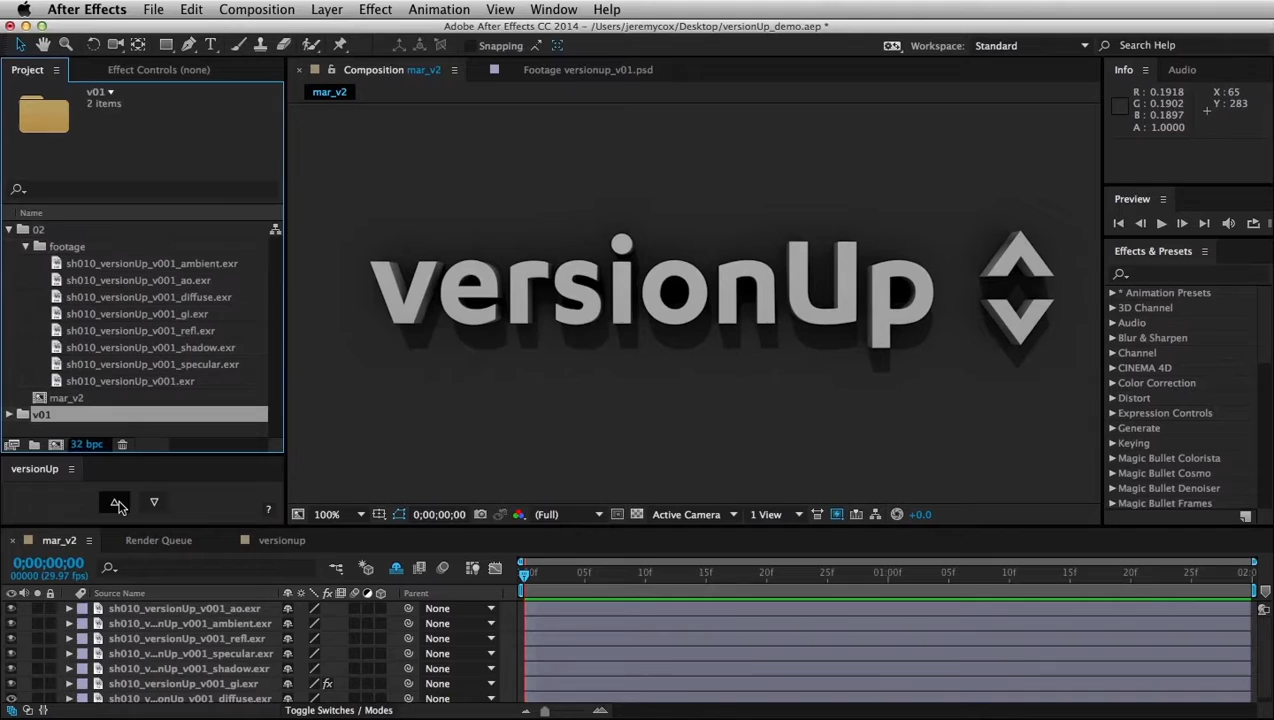 After Effects File Edit Composition Layer Effect Animation View Window Help
Adobe After Effects CC 2014 - /Users/jeremycox/Desktop/versionUp_demo.aep *
Snapping
Workspace: Standard
Search Help
Project
Effect Controls (none)
Composition mar_v2
Footage versionup_v01.psd
Info
Audio
mar_v2
v01
2 items
R : 0.1918
G : 0.1902
B : 0.1897
A : 1.0000
X : 65
Y : 283
Name
02
footage
sh010_versionUp_v001_ambient.exr
sh010_versionUp_v001_ao.exr
sh010_versionUp_v001_diffuse.exr
sh010_versionUp_v001_gi.exr
sh010_versionUp_v001_refl.exr
sh010_versionUp_v001_shadow.exr
sh010_versionUp_v001_specular.exr
sh010_versionUp_v001.exr
mar_v2
v01
32 bpc
versionUp
Preview
Effects & Presets
* Animation Presets
3D Channel
Audio
Blur & Sharpen
Channel
CINEMA 4D
Color Correction
Distort
Expression Controls
Generate
Keying
Magic Bullet Colorista
Magic Bullet Cosmo
Magic Bullet Denoiser
Magic Bullet Frames
versionUp
?
100%
0;00;00;00
(Full)
Active Camera
1 View
+0.0
mar_v2
Render Queue
versionup
0;00;00;00
00000 (29.97 fps)
0f 05f 10f 15f 20f 25f 01:00f 05f 10f 15f 20f 25f 02:0
Source Name
Parent
sh010_versionUp_v001_ao.exr None
sh010_v...nUp_v001_ambient.exr None
sh010_versionUp_v001_refl.exr None
sh010_v...nUp_v001_specular.exr None
sh010_v...nUp_v001_shadow.exr None
sh010_versionUp_v001_gi.exr None
sh010_v...onUp_v001_diffuse.exr None
Toggle Switches / Modes